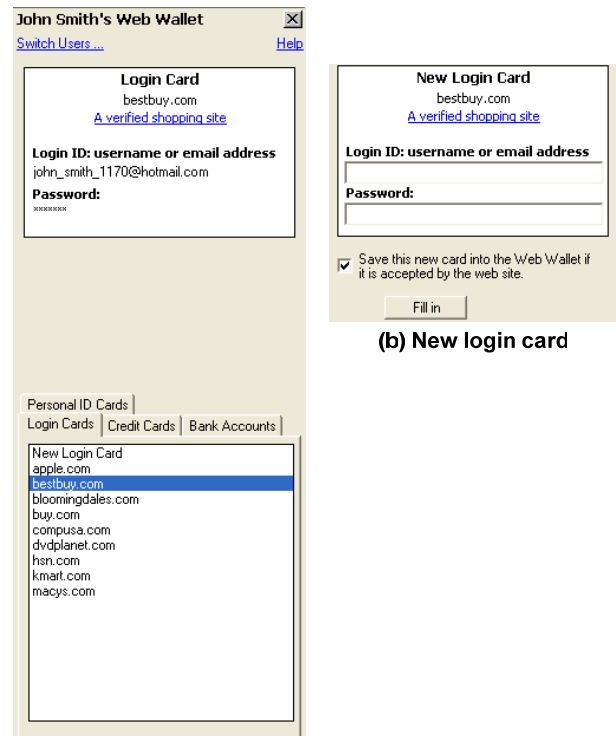 John Smith's Web Wallet
Switch Users ... Help
Login Card
bestbuy.com
A verified shopping site
Login ID: username or email address
john_smith_1170@hotmail.com
Password:
*******
Personal ID Cards
Login Cards Credit Cards Bank Accounts
New Login Card
apple.com
bestbuy.com
bloomingdales.com
buy.com
compusa.com
dvdplanet.com
hsn.com
kmart.com
macys.com
New Login Card
bestbuy.com
A verified shopping site
Login ID: username or email address
Password:
Save this new card into the Web Wallet if
it is accepted by the web site.
Fill in
(b) New login card